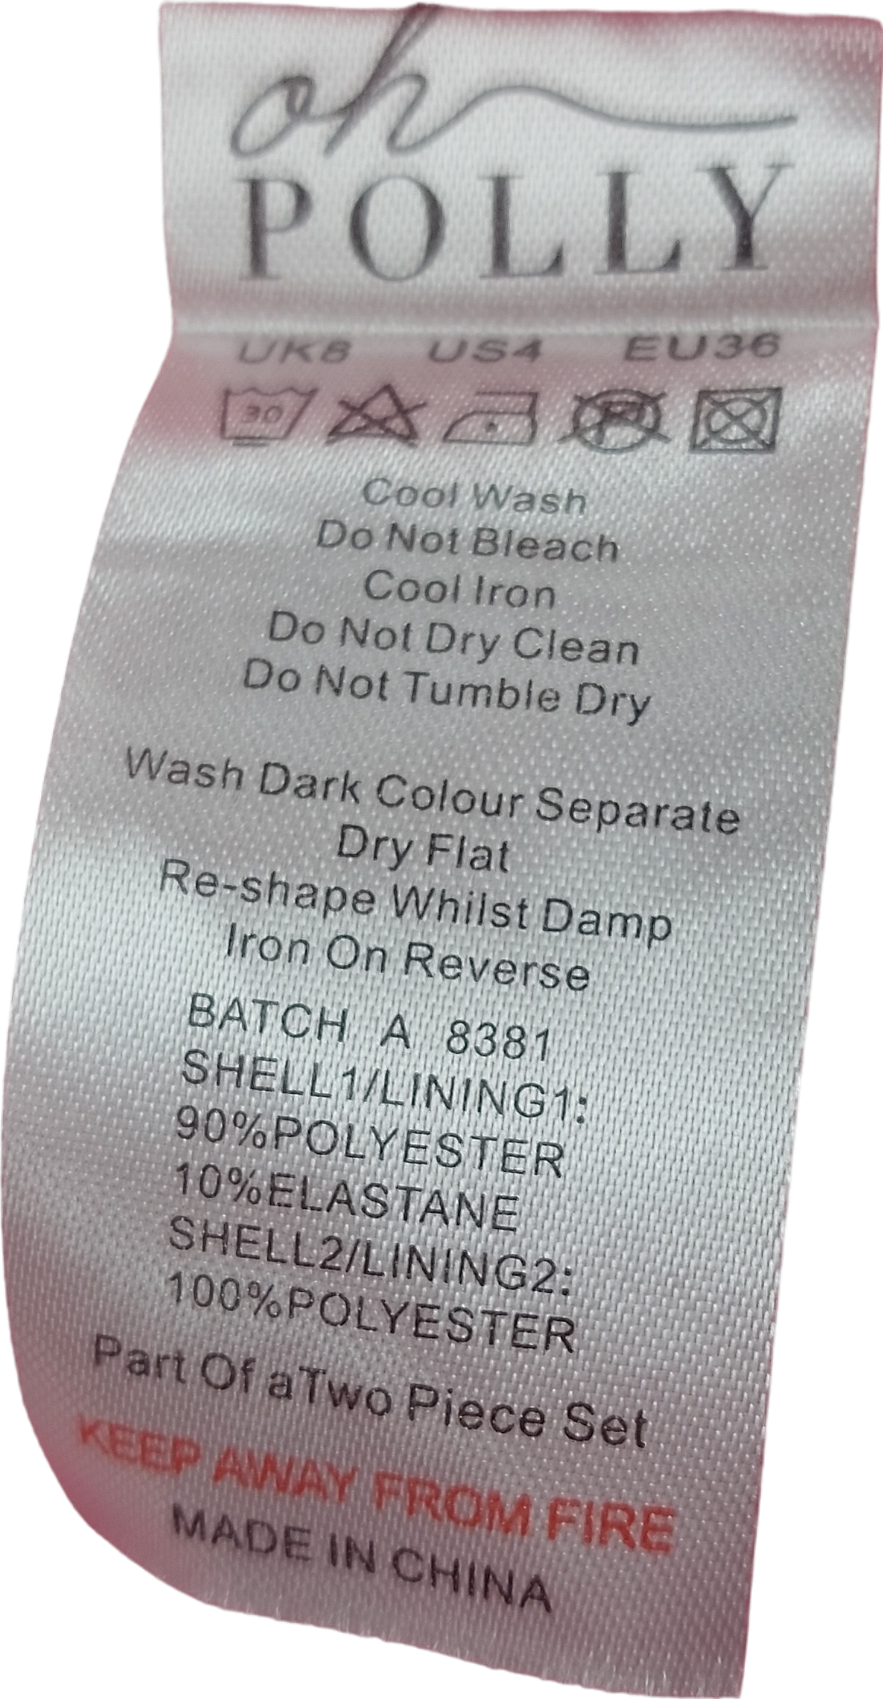 oh
POLLY
UK8 US4 EU36
30
Cool Wash
Do Not Bleach
Cool Iron
Do Not Dry Clean
Do Not Tumble Dry
Wash Dark Colour Separate
Dry Flat
Re-shape Whilst Damp
Iron On Reverse
BATCH A 8381
SHELL1/LINING1:
90%POLYESTER
10%ELASTANE
SHELL2/LINING2:
100%POLYESTER
Part Of aTwo Piece Set
KEEP AWAY FROM FIRE
MADE IN CHINA